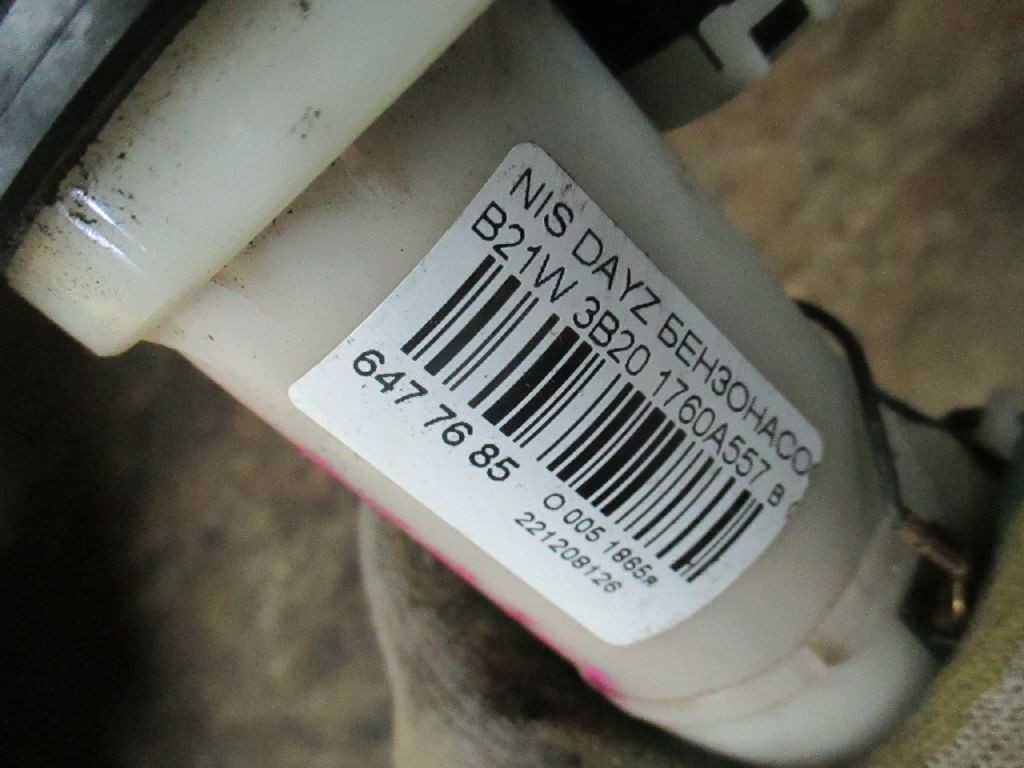 NIS DAYZ БЕНЗОНАСО
B21W 3B20 1760A557 в
647 76 85
O 005 1865я
221208126